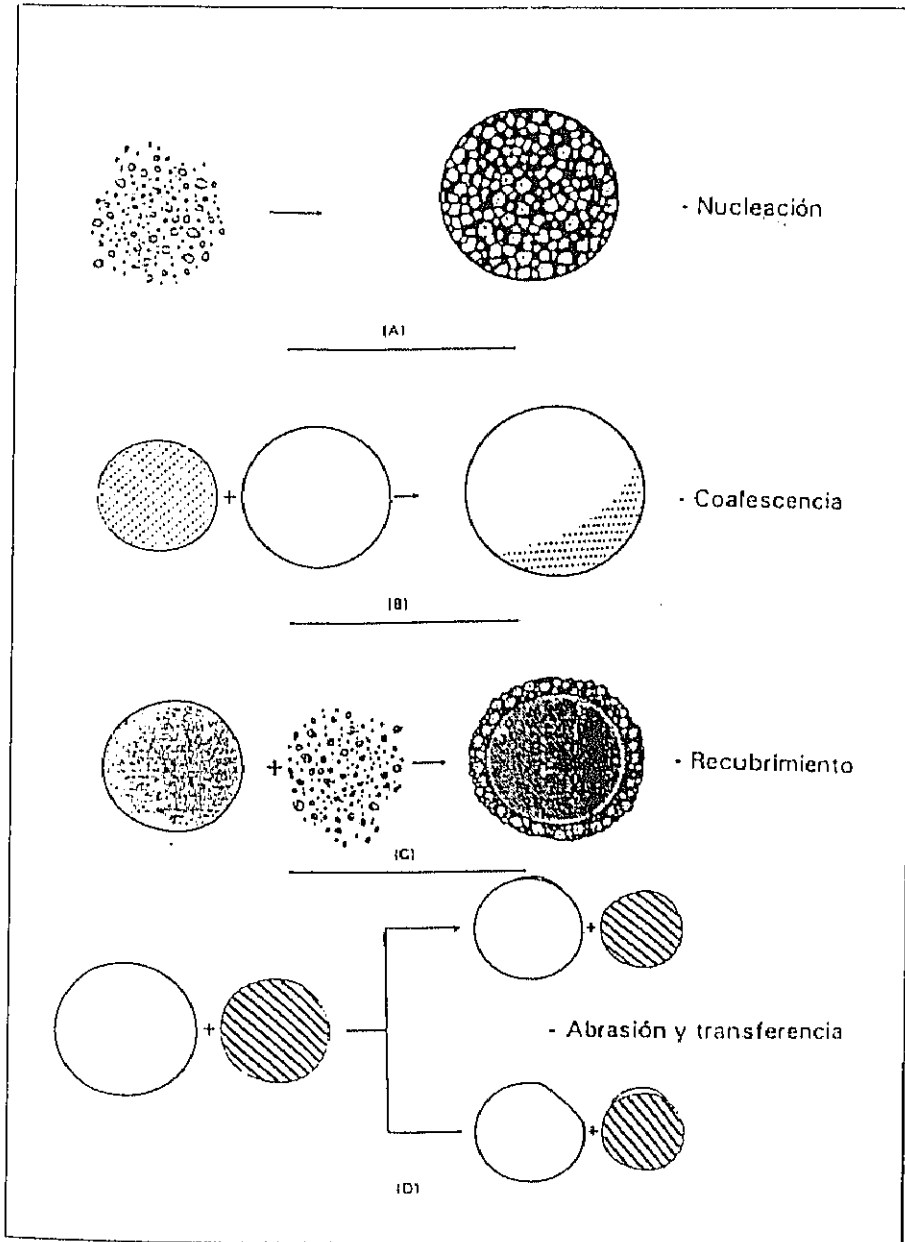 - Nucleación
(A)
+
- Coalescencia
(B)
+
- Recubrimiento
(C)
+
+
- Abrasión y transferencia
+
(D)